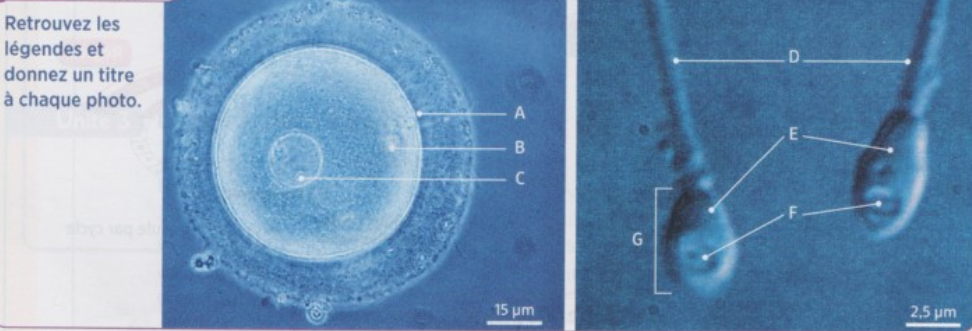 Retrouvez les
légendes et
donnez un titre
à chaque photo.
A
B
C
15 µm
D
E
F
G
2,5 µm